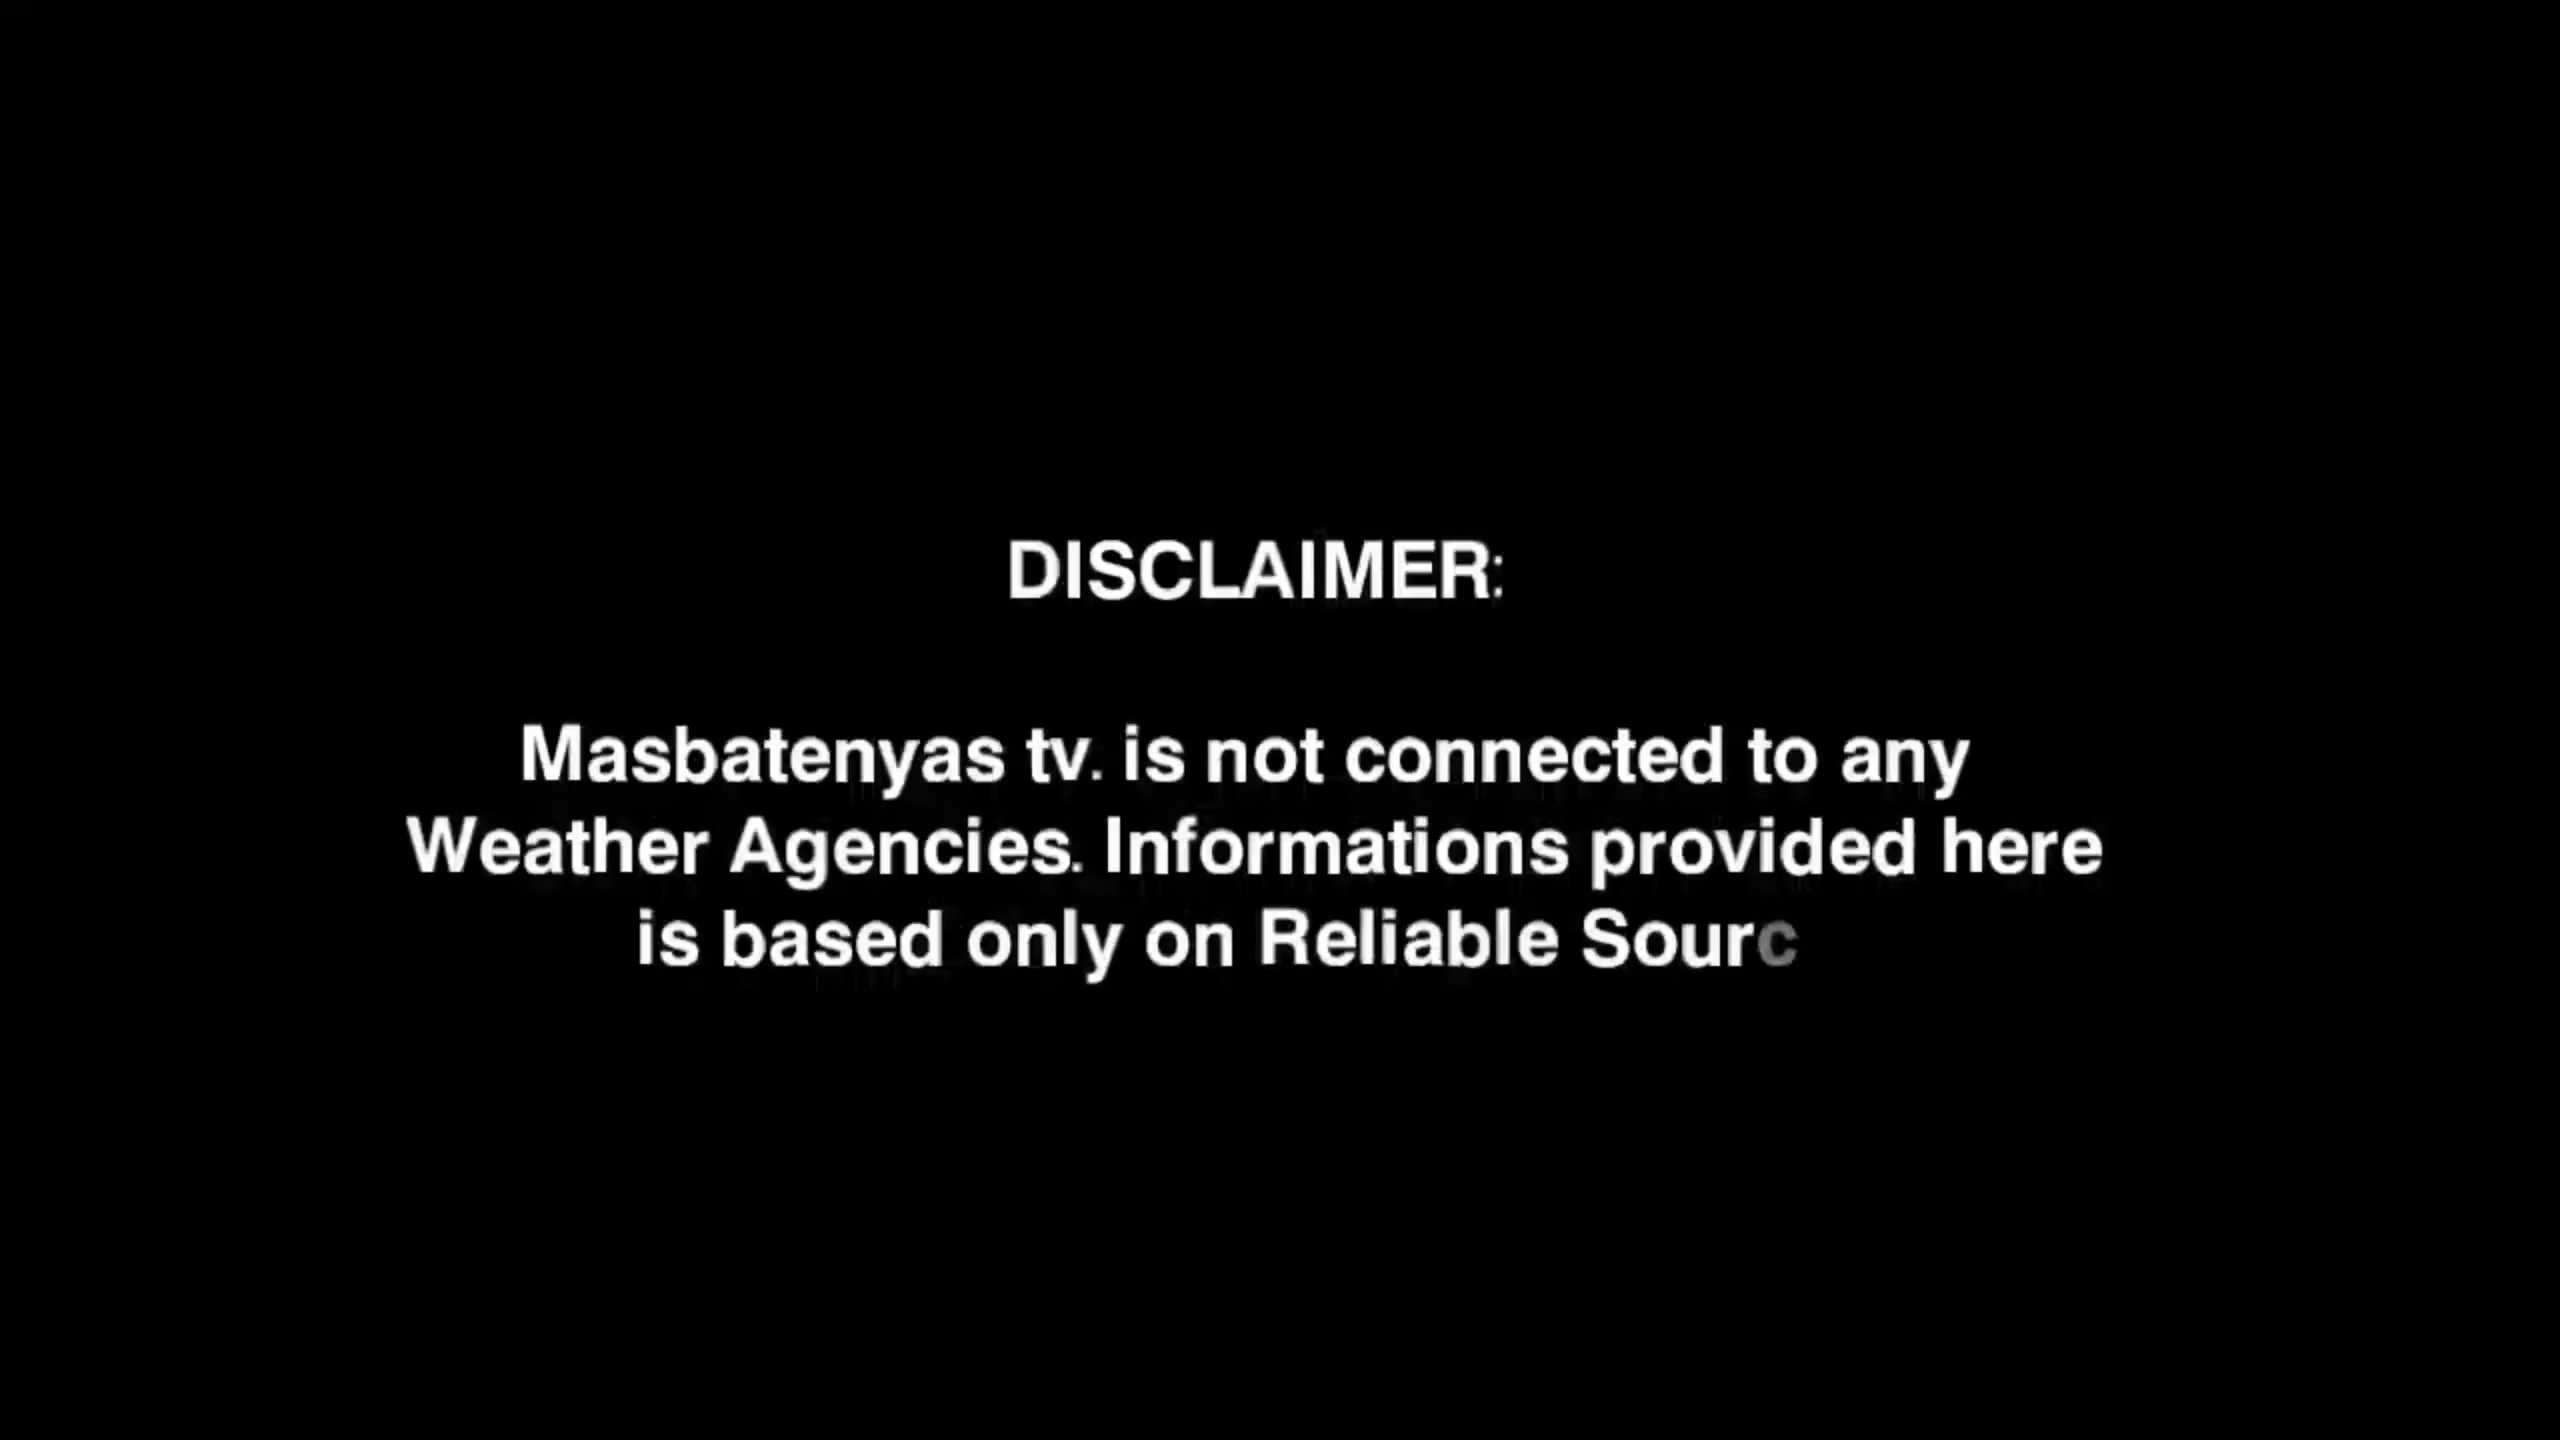 DISCLAIMER:
Masbatenyas tv. is not connected to any
Weather Agencies. Informations provided here
is based only on Reliable Sourc